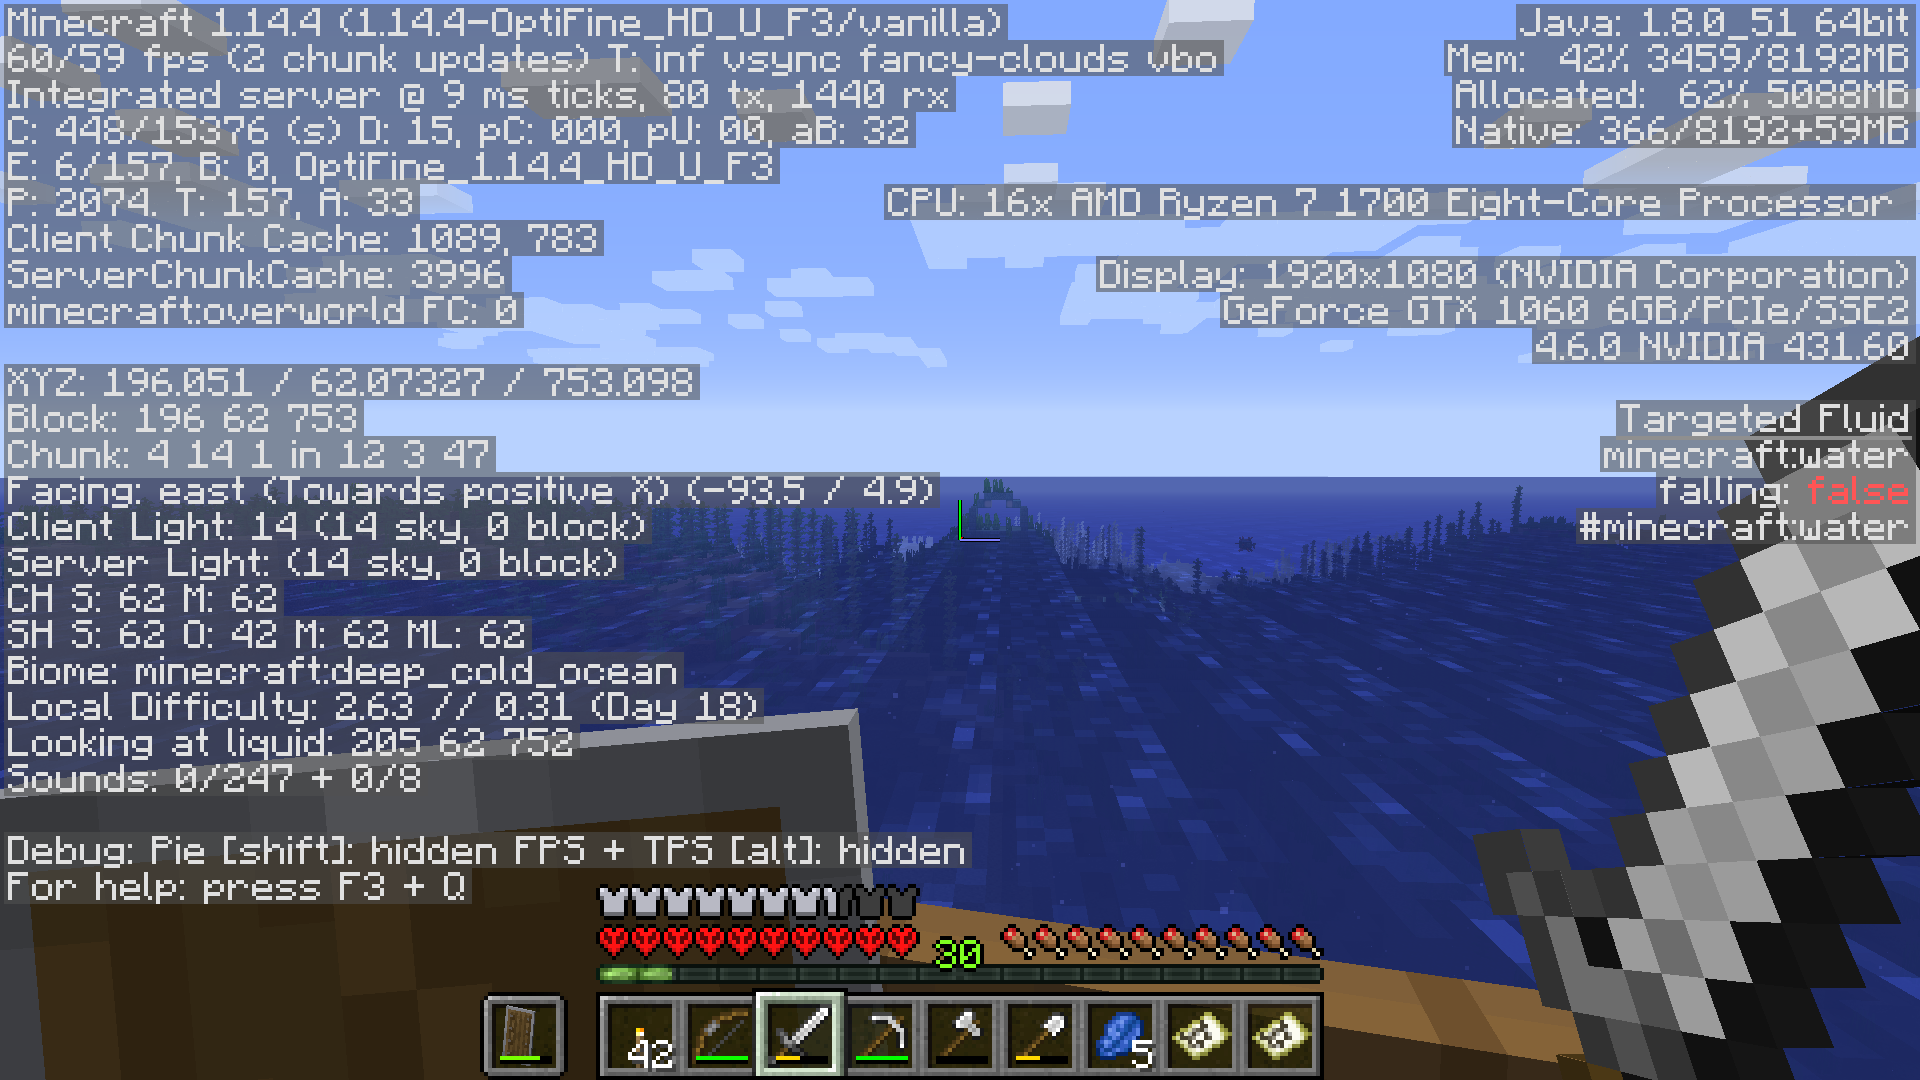 Minecraft 1.14.4 (1.14.4-OptiFine_HD_U_F3/vanilla)
60/59 fps (2 chunk updates) T: inf vsync fancy-clouds vbo
Integrated server @ 9 ms ticks, 80 tx, 1440 rx
C: 448/15376 (s) D: 15, pC: 000, pU: 00, aB: 32
E: 6/157, B: 0, OptiFine_1.14.4_HD_U_F3
P: 2074. T: 157, A: 33
Client Chunk Cache: 1089, 783
ServerChunkCache: 3996
minecraft:overworld FC: 0
XYZ: 196.051 / 62.07327 / 753.098
Block: 196 62 753
Chunk: 4 14 1 in 12 3 47
Facing: east (Towards positive X) (-93.5 / 4.9)
Client Light: 14 (14 sky, 0 block)
Server Light: (14 sky, 0 block)
CH S: 62 M: 62
SH S: 62 O: 42 M: 62 ML: 62
Biome: minecraft:deep_cold_ocean
Local Difficulty: 2.63 // 0.31 (Day 18)
Looking at liquid: 205 62 752
Sounds: 0/247 + 0/8
Debug: Pie [shift]: hidden FPS + TPS [alt]: hidden
For help: press F3 + Q
Java: 1.8.0_51 64bit
Mem: 42% 3459/8192MB
Allocated: 62% 5088MB
Native: 366/8192+59MB
CPU: 16x AMD Ryzen 7 1700 Eight-Core Processor
Display: 1920x1080 (NVIDIA Corporation)
GeForce GTX 1060 6GB/PCIe/SSE2
4.6.0 NVIDIA 431.60
Targeted Fluid
minecraft:water
falling: false
#minecraft:water
30
42
5